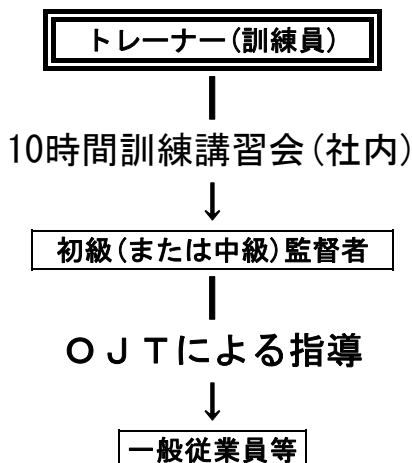 トレーナー(訓練員)
10時間訓練講習会(社内)
初級(または中級)監督者
ＯＪＴによる指導
一般従業員等